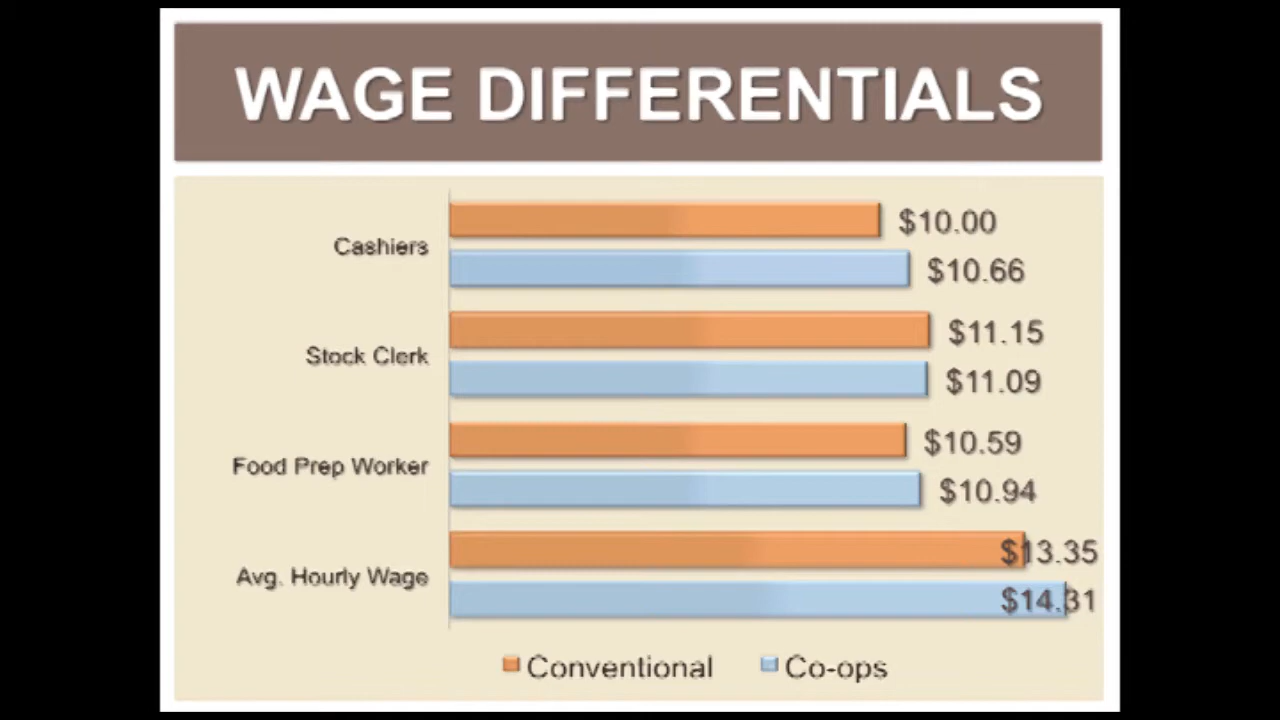 WAGE DIFFERENTIALS
Cashiers
$10.00
$10.66
Stock Clerk
$11.15
$11.09
Food Prep Worker
$10.59
$10.94
Avg. Hourly Wage
$13.35
$14.31
Conventional
Co-ops